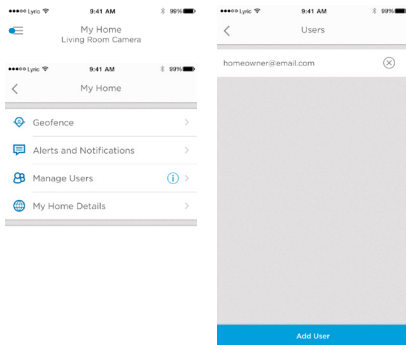 Lyric 9:41 AM 99%
My Home
Living Room Camera
Lyric 9:41 AM 99%
My Home
Geofence
Alerts and Notifications
Manage Users
My Home Details
Lyric 9:41 AM 99%
Users
homeowner@email.com
Add User